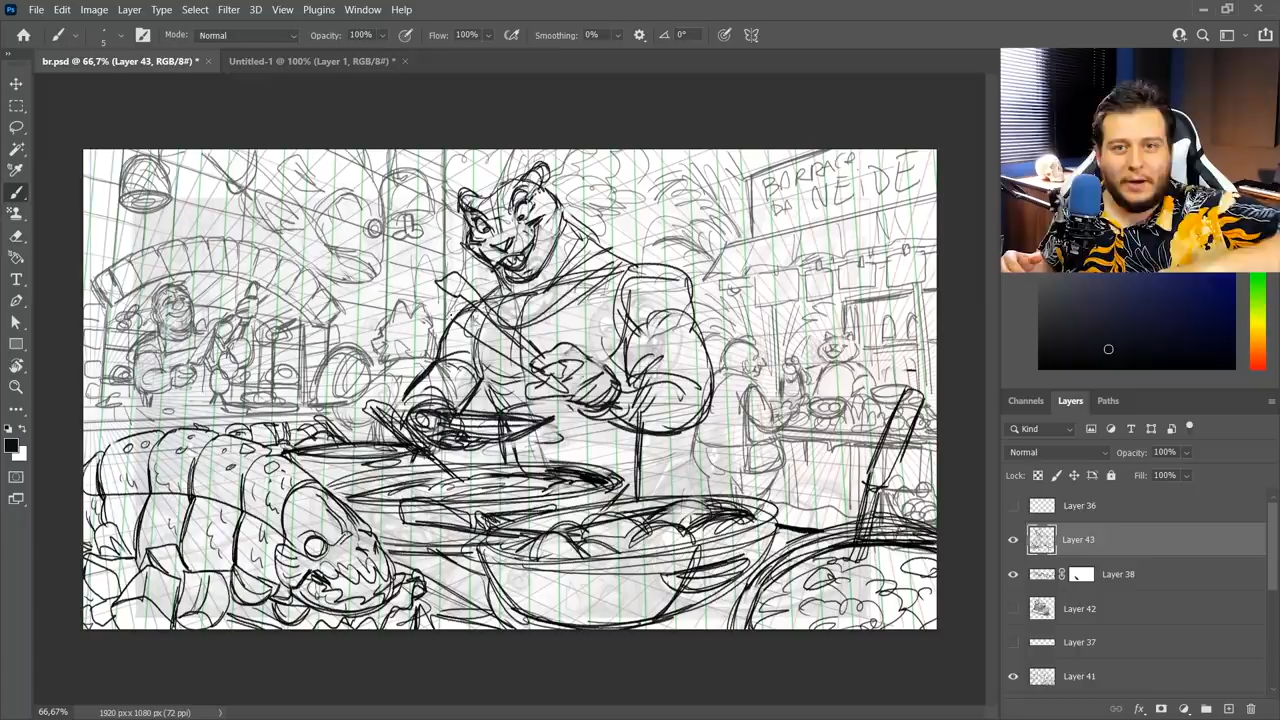 Ps File Edit Image Layer Type Select Filter 3D View Plugins Window Help
5 Mode: Normal Opacity: 100% Flow: 100% Smoothing: 0% 0°
br.psd @ 66,7% (Layer 43, RGB/8#) * Untitled-1 @ 100% (Layer 1, RGB/8#) *
DE
Channels Layers Paths
Kind
Normal Opacity: 100%
Lock: Fill: 100%
Layer 36
Layer 43
Layer 38
Layer 42
Layer 37
Layer 41
66,67% 1920 px x 1080 px (72 ppi)